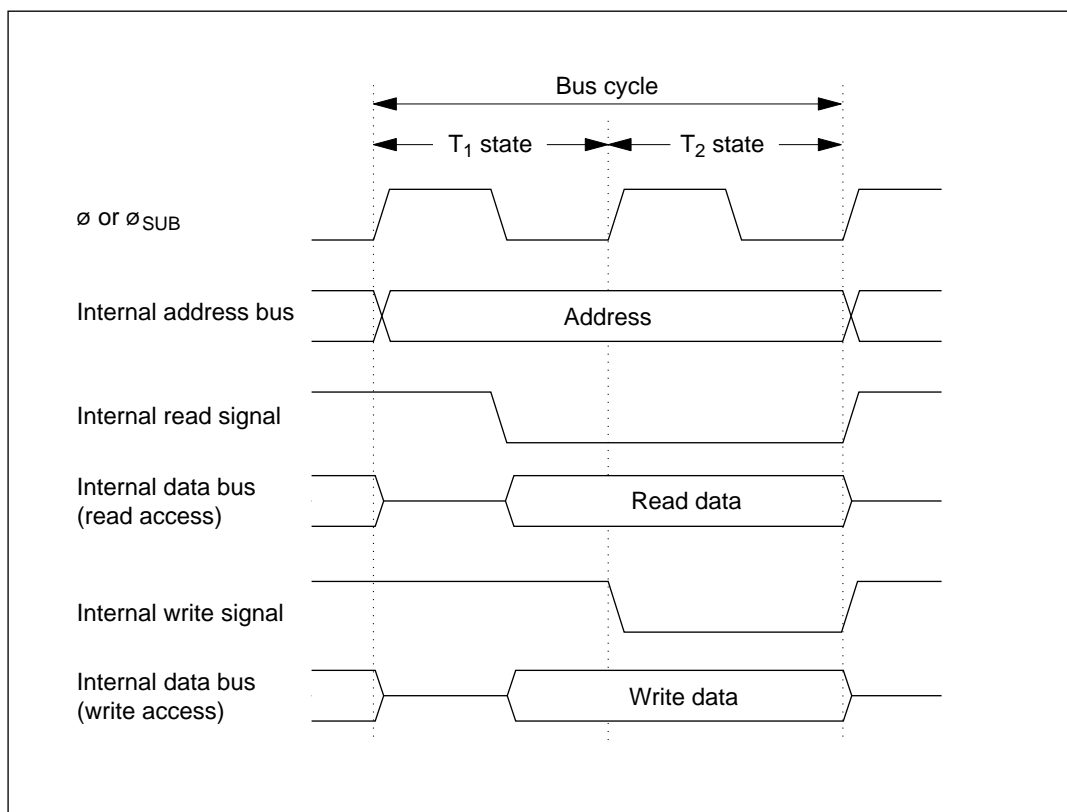 Bus cycle
T1 state
T2 state
ø or øSUB
Internal address bus
Address
Internal read signal
Internal data bus
(read access)
Read data
Internal write signal
Internal data bus
(write access)
Write data